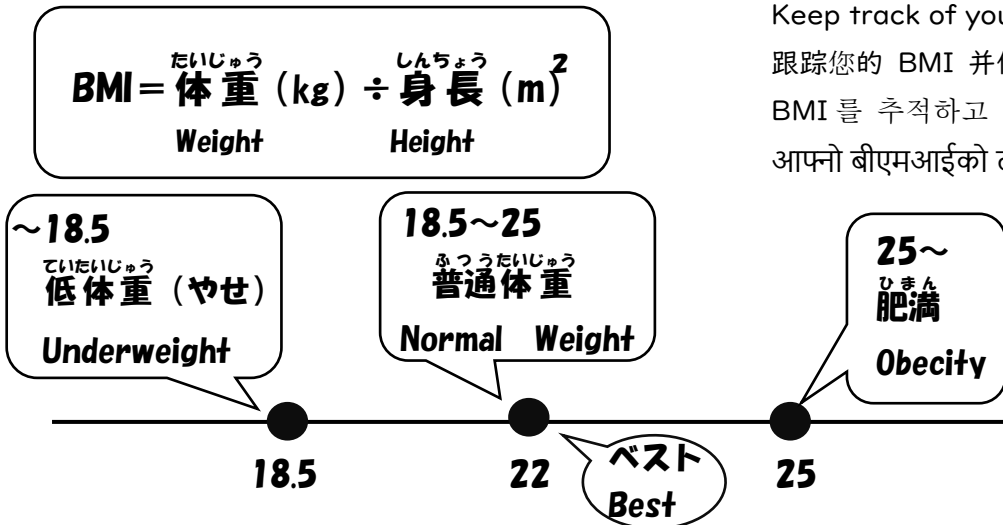 BMI＝体重（kg）÷身長（m）2
たいじゅう しんちょう
Weight Height
Keep track of you
跟踪您的 BMI 并
BMI를 추적하고
आफ्नो बीएमआईको
～18.5
ていたいじゅう
低体重（やせ）
Underweight
18.5～25
ふつうたいじゅう
普通体重
Normal Weight
25～
ひまん
肥満
Obecity
18.5
22
ベスト
Best
25